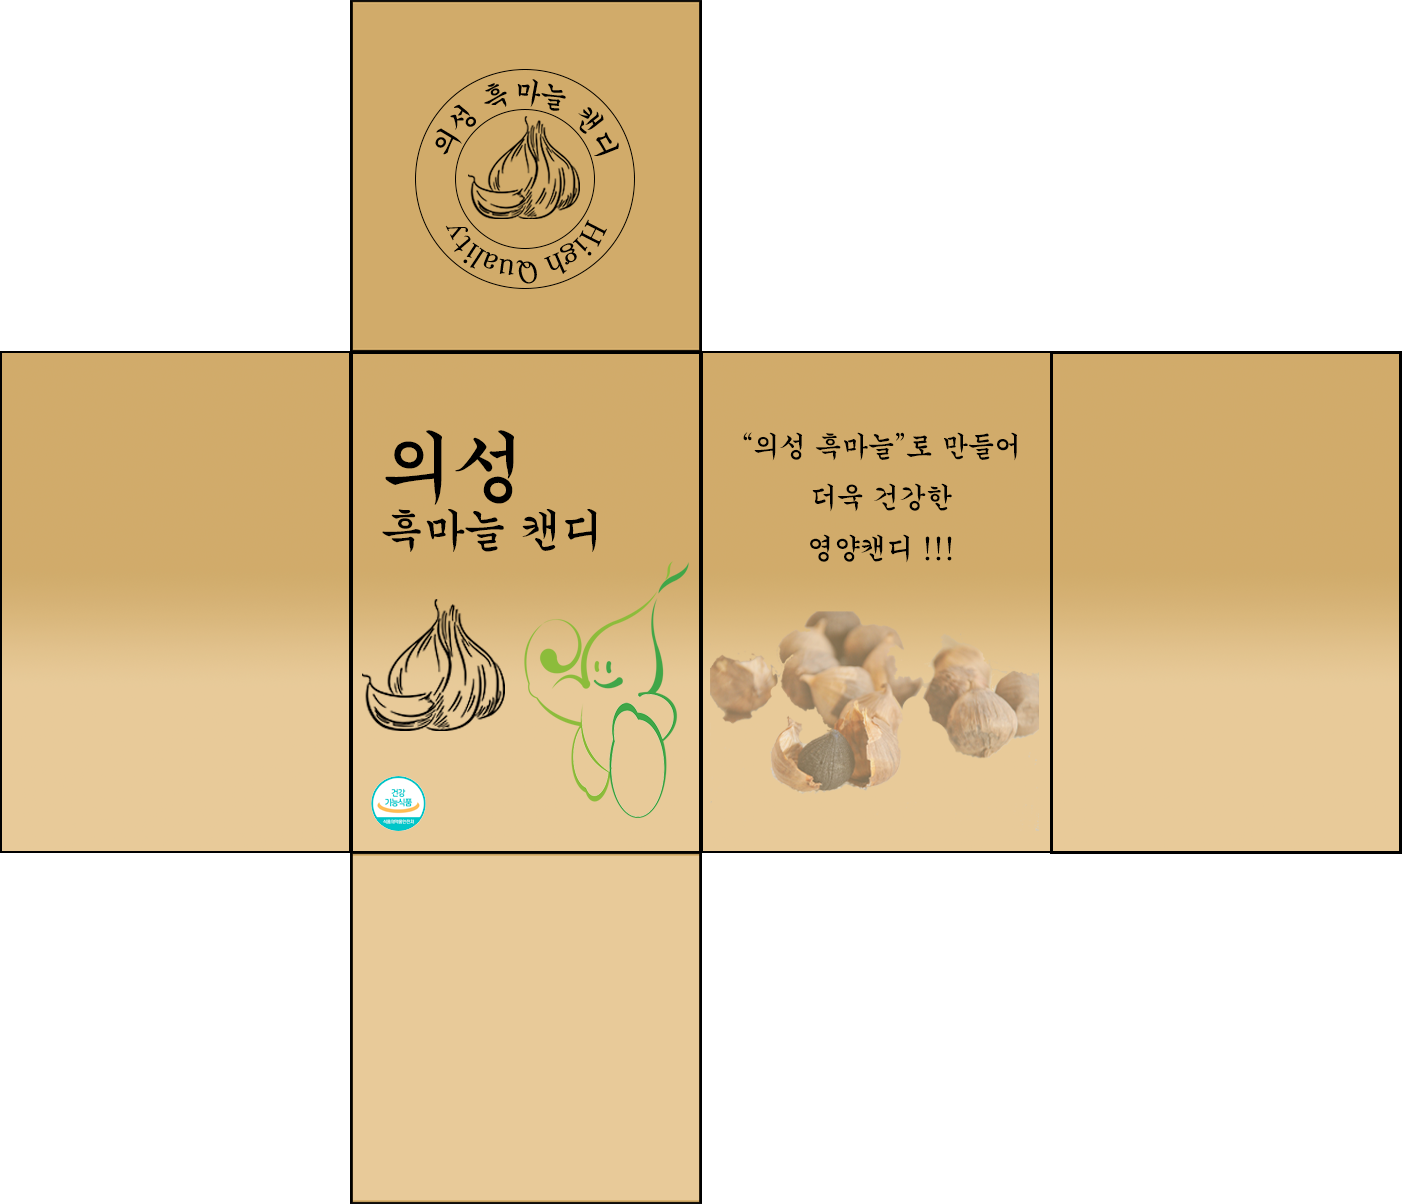 의성 흑마늘 캔디
High Quality
의성
흑마늘 캔디
건강
기능식품
식품의약품안전처
“의성 흑마늘”로 만들어
더욱 건강한
영양캔디 !!!